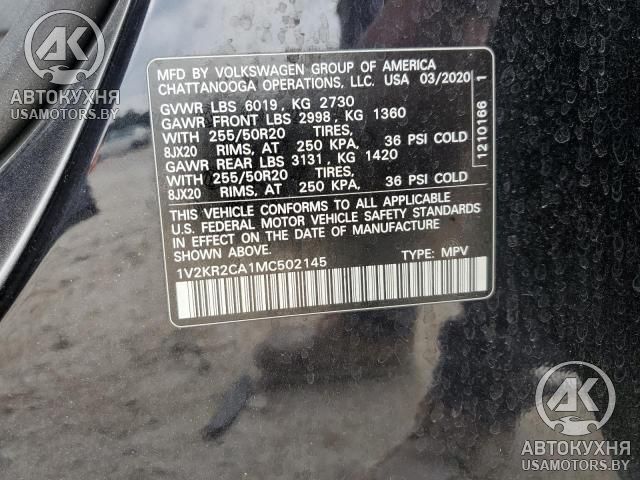 AK
АВТОКУХНЯ
USAMOTORS.BY
MFD BY VOLKSWAGEN GROUP OF AMERICA
CHATTANOOGA OPERATIONS, LLC. USA 03/2020
GVWR LBS 6019, KG 2730
GAWR FRONT LBS 2998, KG 1360
WITH 255/50R20 TIRES,
8JX20 RIMS, AT 250 KPA, 36 PSI COLD
GAWR REAR LBS 3131, KG 1420
WITH 255/50R20 TIRES,
8JX20 RIMS, AT 250 KPA, 36 PSI COLD
THIS VEHICLE CONFORMS TO ALL APPLICABLE
U.S. FEDERAL MOTOR VEHICLE SAFETY STANDARDS
IN EFFECT ON THE DATE OF MANUFACTURE
SHOWN ABOVE.
1V2KR2CA1MC502145 TYPE: MPV
1210166 1
AK
АВТОКУХНЯ
USAMOTORS.BY